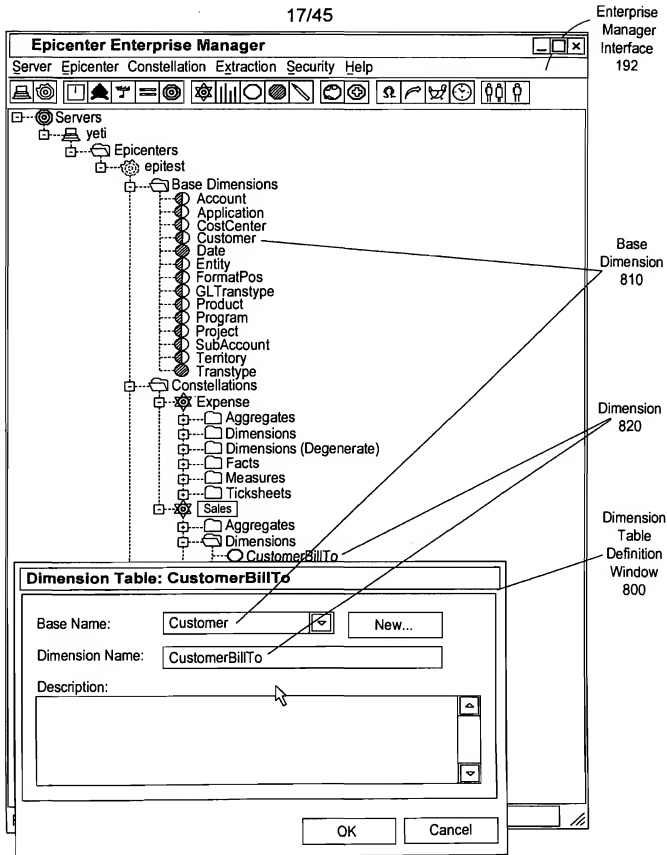 17/45
Enterprise
Manager
Interface
192
Epicenter Enterprise Manager
Server Epicenter Constellation Extraction Security Help
Servers
yeti
Epicenters
epitest
Base Dimensions
Account
Application
CostCenter
Customer
Date
Entity
FormatPos
GLTranstype
Product
Program
Project
SubAccount
Territory
Transtype
Base
Dimension
810
Constellations
Expense
Aggregates
Dimensions
Dimensions (Degenerate)
Facts
Measures
Ticksheets
Sales
Aggregates
Dimensions
CustomerBillTo
Dimension
820
Dimension
Table
Definition
Window
800
Dimension Table: CustomerBillTo
Base Name: Customer New...
Dimension Name: CustomerBillTo
Description:
OK Cancel